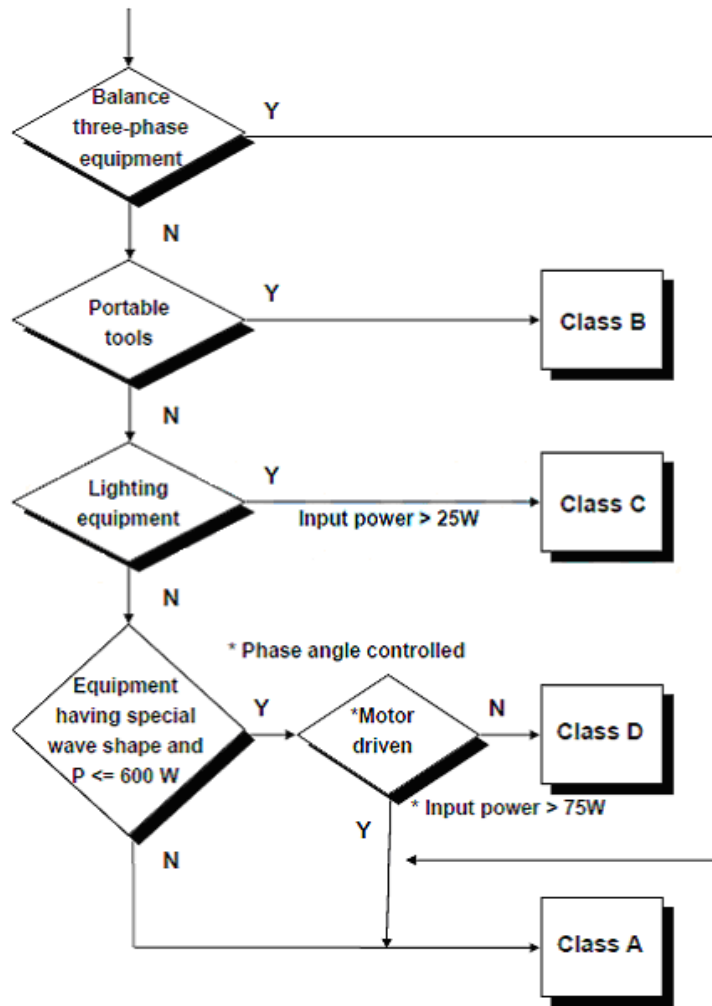 Balance
three-phase
equipment
Y
N
Portable
tools
Y
Class B
N
Lighting
equipment
Y
Input power > 25W
Class C
N
* Phase angle controlled
Equipment
having special
wave shape and
P <= 600 W
Y
*Motor
driven
N
Class D
* Input power > 75W
Y
N
Class A